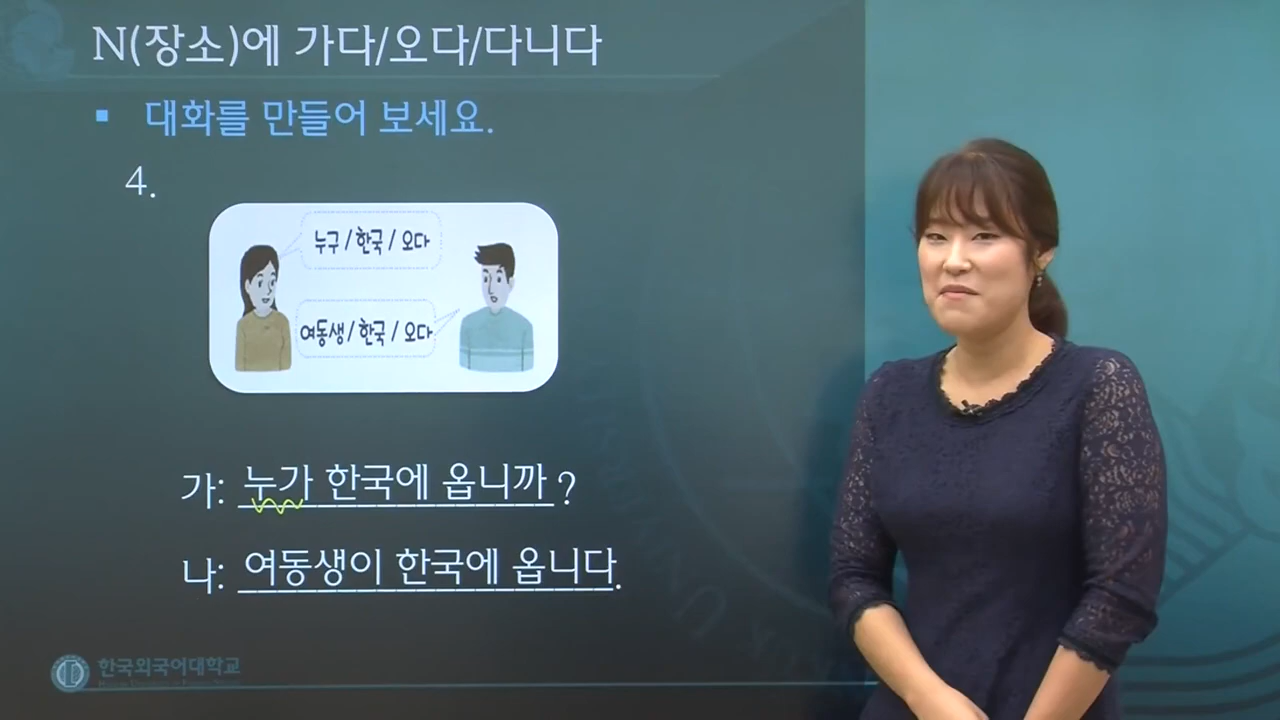 N(장소)에 가다/오다/다니다
▪ 대화를 만들어 보세요.
4.
누구 / 한국 / 오다
여동생 / 한국 / 오다
가: 누가 한국에 옵니까?
나: 여동생이 한국에 옵니다.
한국외국어대학교